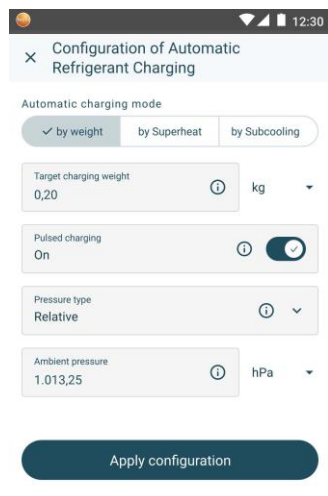 12:30
Configuration of Automatic
Refrigerant Charging
Automatic charging mode
by weight by Superheat by Subcooling
Target charging weight
0,20 kg
Pulsed charging
On
Pressure type
Relative
Ambient pressure
1.013,25 hPa
Apply configuration